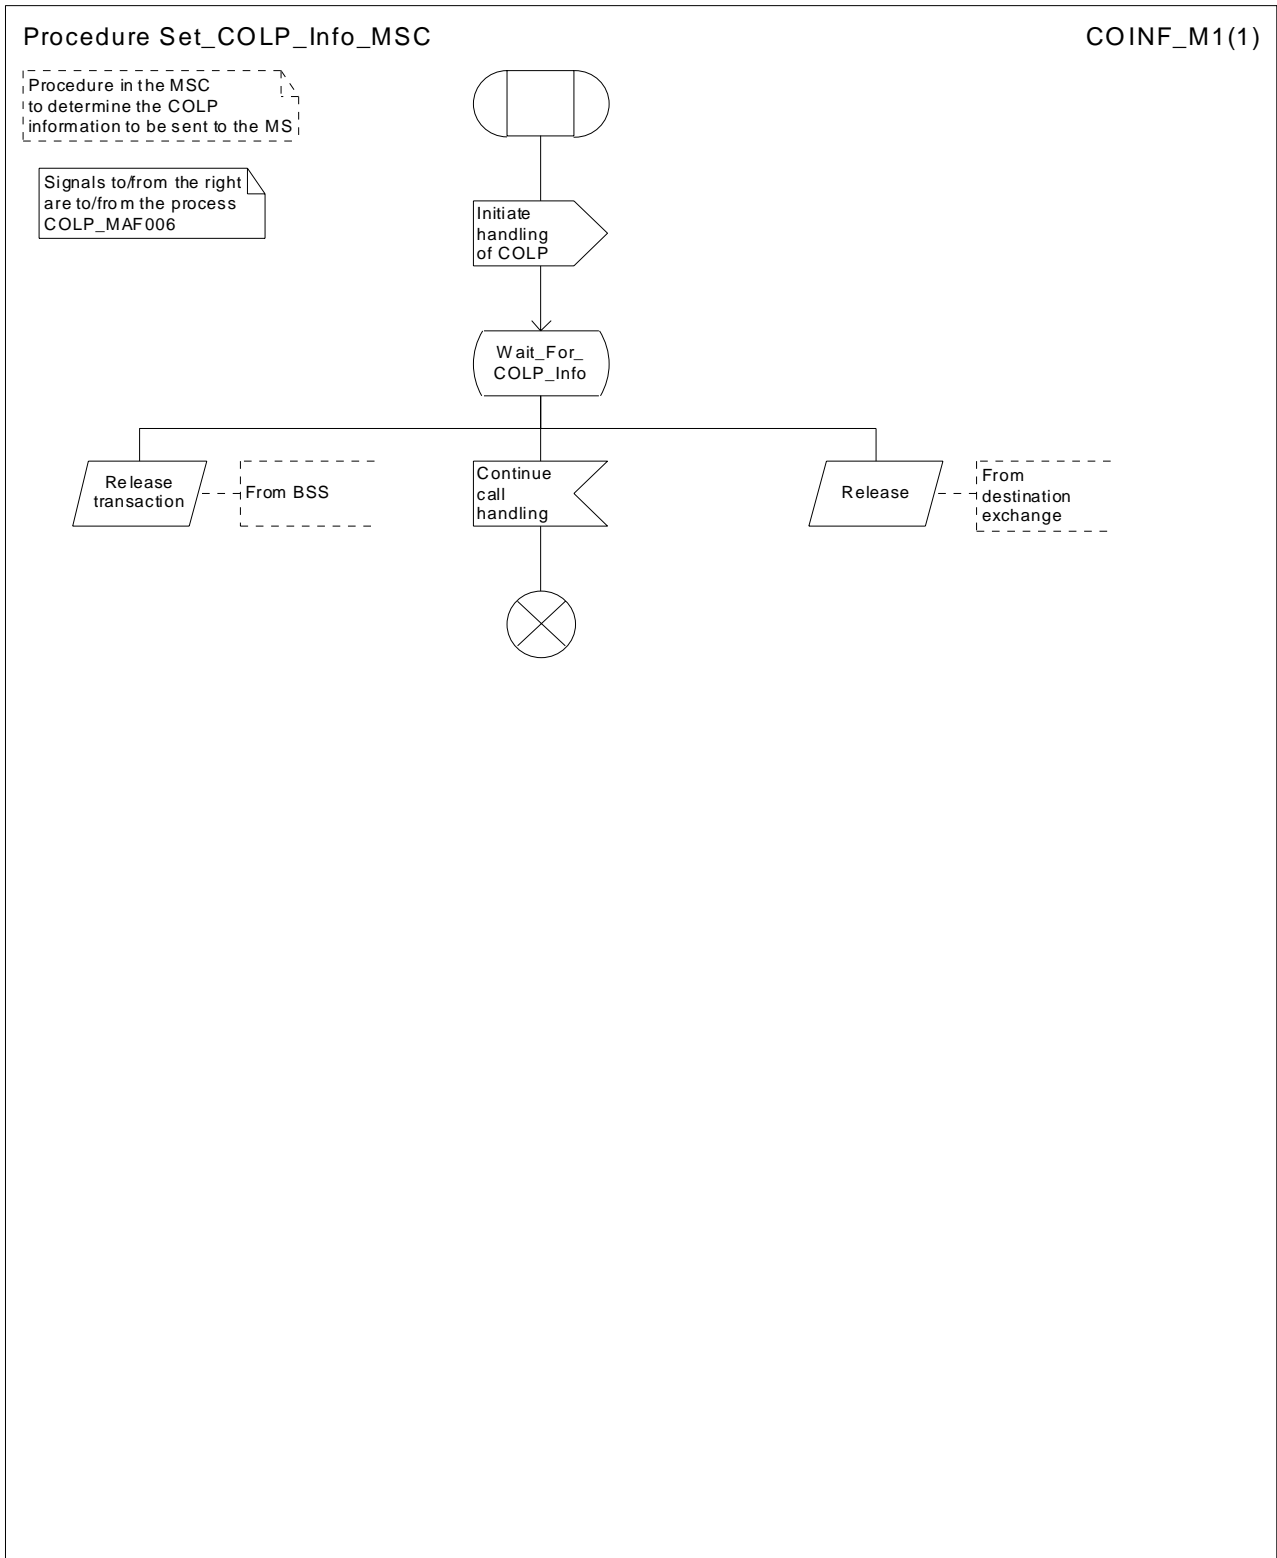 Procedure Set_COLP_Info_MSC
COINF_M1(1)
Procedure in the MSC
to determine the COLP
information to be sent to the MS
Signals to/from the right
are to/from the process
COLP_MAF006
Initiate
handling
of COLP
Wait_For_
COLP_Info
Release
transaction
From BSS
Continue
call
handling
Release
From
destination
exchange